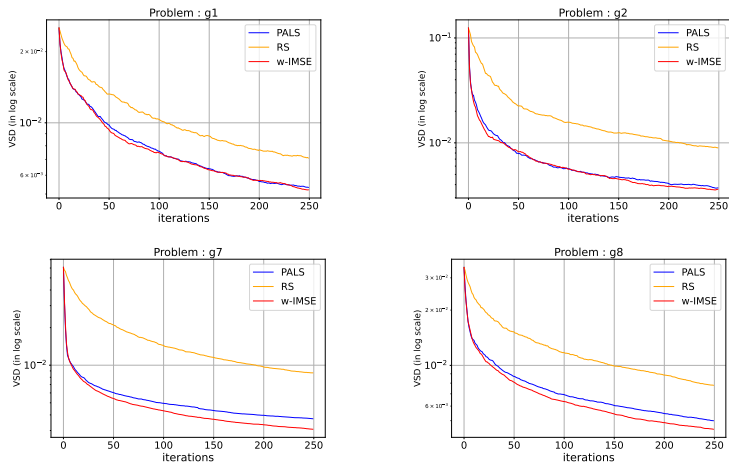 Problem : g1
VSD (in log scale)
2 × 10⁻²
10⁻²
6 × 10⁻³
PALS
RS
w-IMSE
0 50 100 150 200 250
iterations
Problem : g2
VSD (in log scale)
10⁻¹
10⁻²
PALS
RS
w-IMSE
0 50 100 150 200 250
iterations
Problem : g7
VSD (in log scale)
10⁻²
PALS
RS
w-IMSE
0 50 100 150 200 250
iterations
Problem : g8
VSD (in log scale)
3 × 10⁻²
2 × 10⁻²
10⁻²
6 × 10⁻³
PALS
RS
w-IMSE
0 50 100 150 200 250
iterations